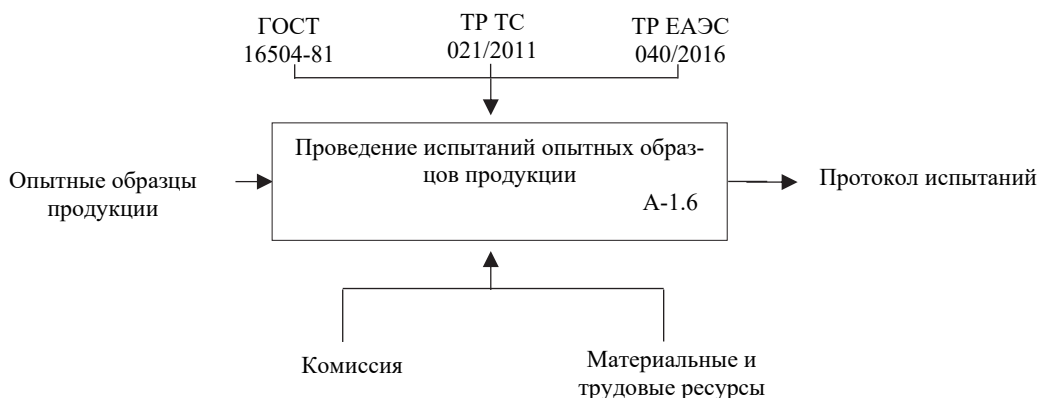 ГОСТ
16504-81
ТР ТС
021/2011
ТР ЕАЭС
040/2016
Проведение испытаний опытных образ-
цов продукции
А-1.6
Опытные образцы
продукции
Протокол испытаний
Комиссия
Материальные и
трудовые ресурсы